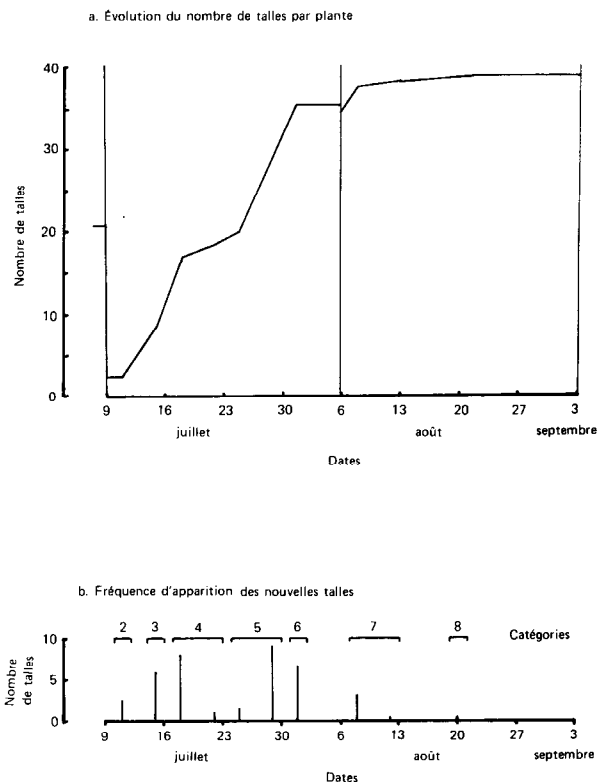 a. Évolution du nombre de talles par plante
40
30
20
10
0
Nombre de talles
9 16 23 30 6 13 20 27 3
juillet août septembre
Dates
b. Fréquence d'apparition des nouvelles talles
2 3 4 5 6 7 8 Catégories
10
5
0
Nombre
de talles
9 16 23 30 6 13 20 27 3
juillet août septembre
Dates